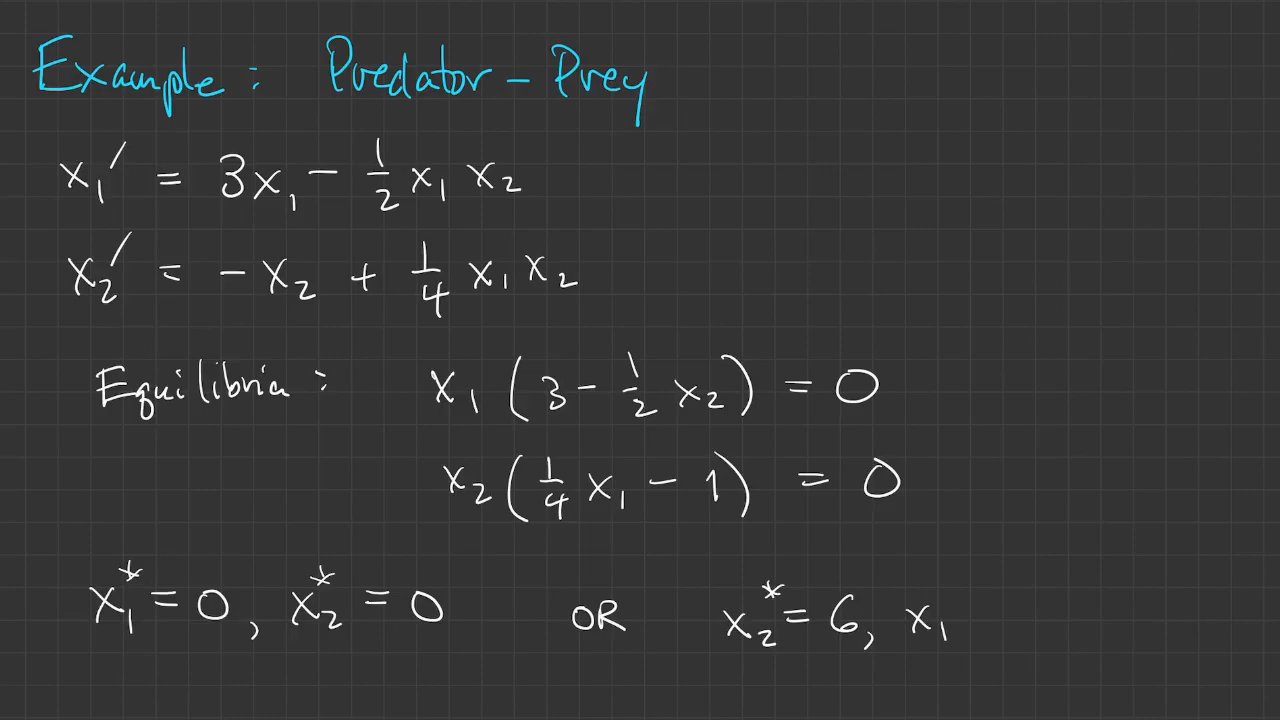 Example: Predator - Prey
x₁′ = 3x₁ - ½ x₁ x₂
x₂′ = - x₂ + ¼ x₁ x₂
Equilibria: x₁ (3 - ½ x₂) = 0
x₂ (¼ x₁ - 1) = 0
x₁* = 0, x₂* = 0 OR x₂* = 6, x₁